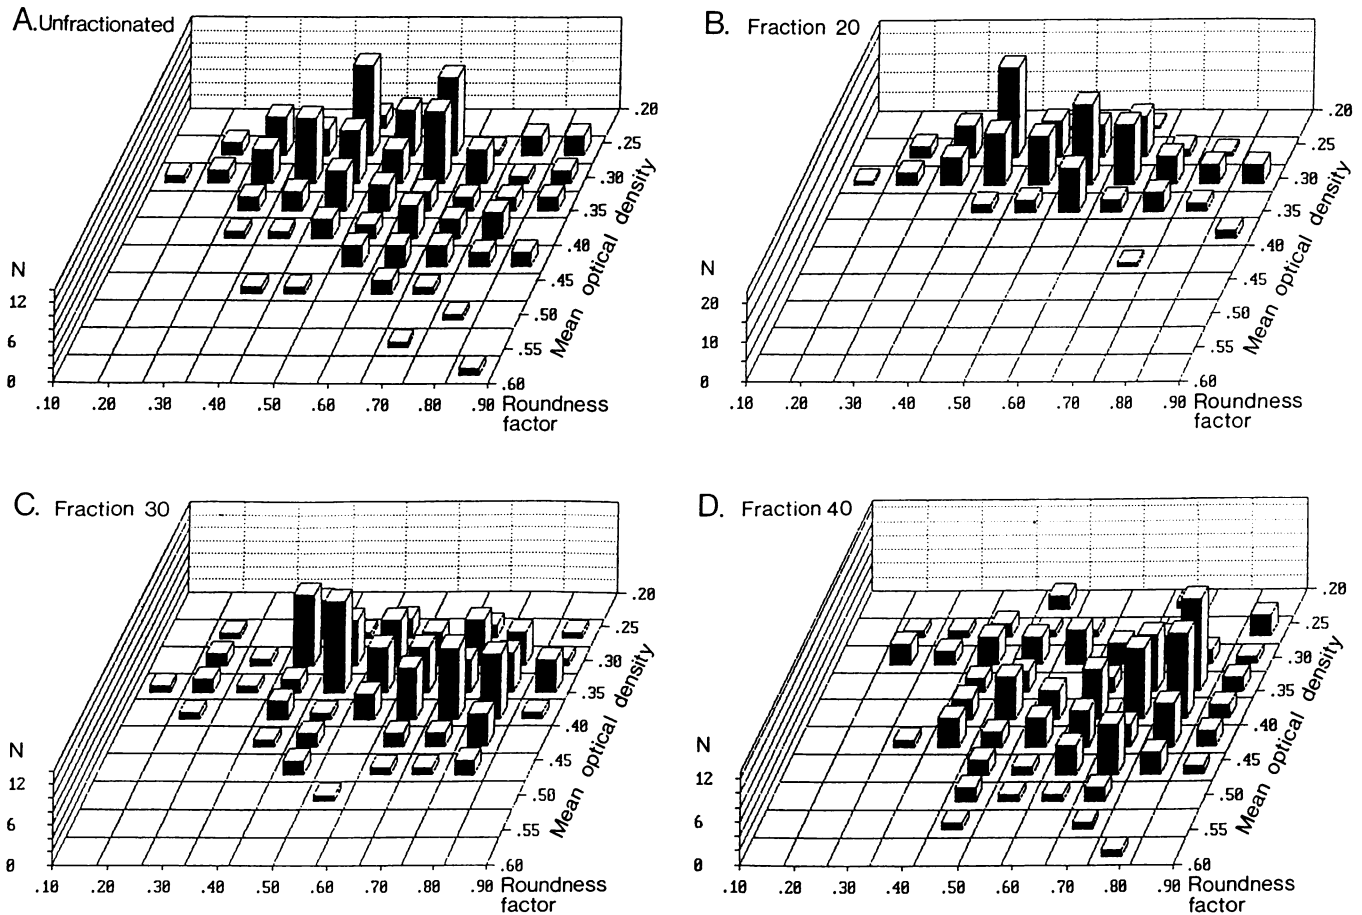 A. Unfractionated
N
12
6
0
.10 .20 .30 .40 .50 .60 .70 .80 .90
Roundness factor
.20
.25
.30
.35
.40
.45
.50
.55
.60
Mean optical density
B. Fraction 20
N
20
10
0
.10 .20 .30 .40 .50 .60 .70 .80 .90
Roundness factor
.20
.25
.30
.35
.40
.45
.50
.55
.60
Mean optical density
C. Fraction 30
N
12
6
0
.10 .20 .30 .40 .50 .60 .70 .80 .90
Roundness factor
.20
.25
.30
.35
.40
.45
.50
.55
.60
Mean optical density
D. Fraction 40
N
12
6
0
.10 .20 .30 .40 .50 .60 .70 .80 .90
Roundness factor
.20
.25
.30
.35
.40
.45
.50
.55
.60
Mean optical density